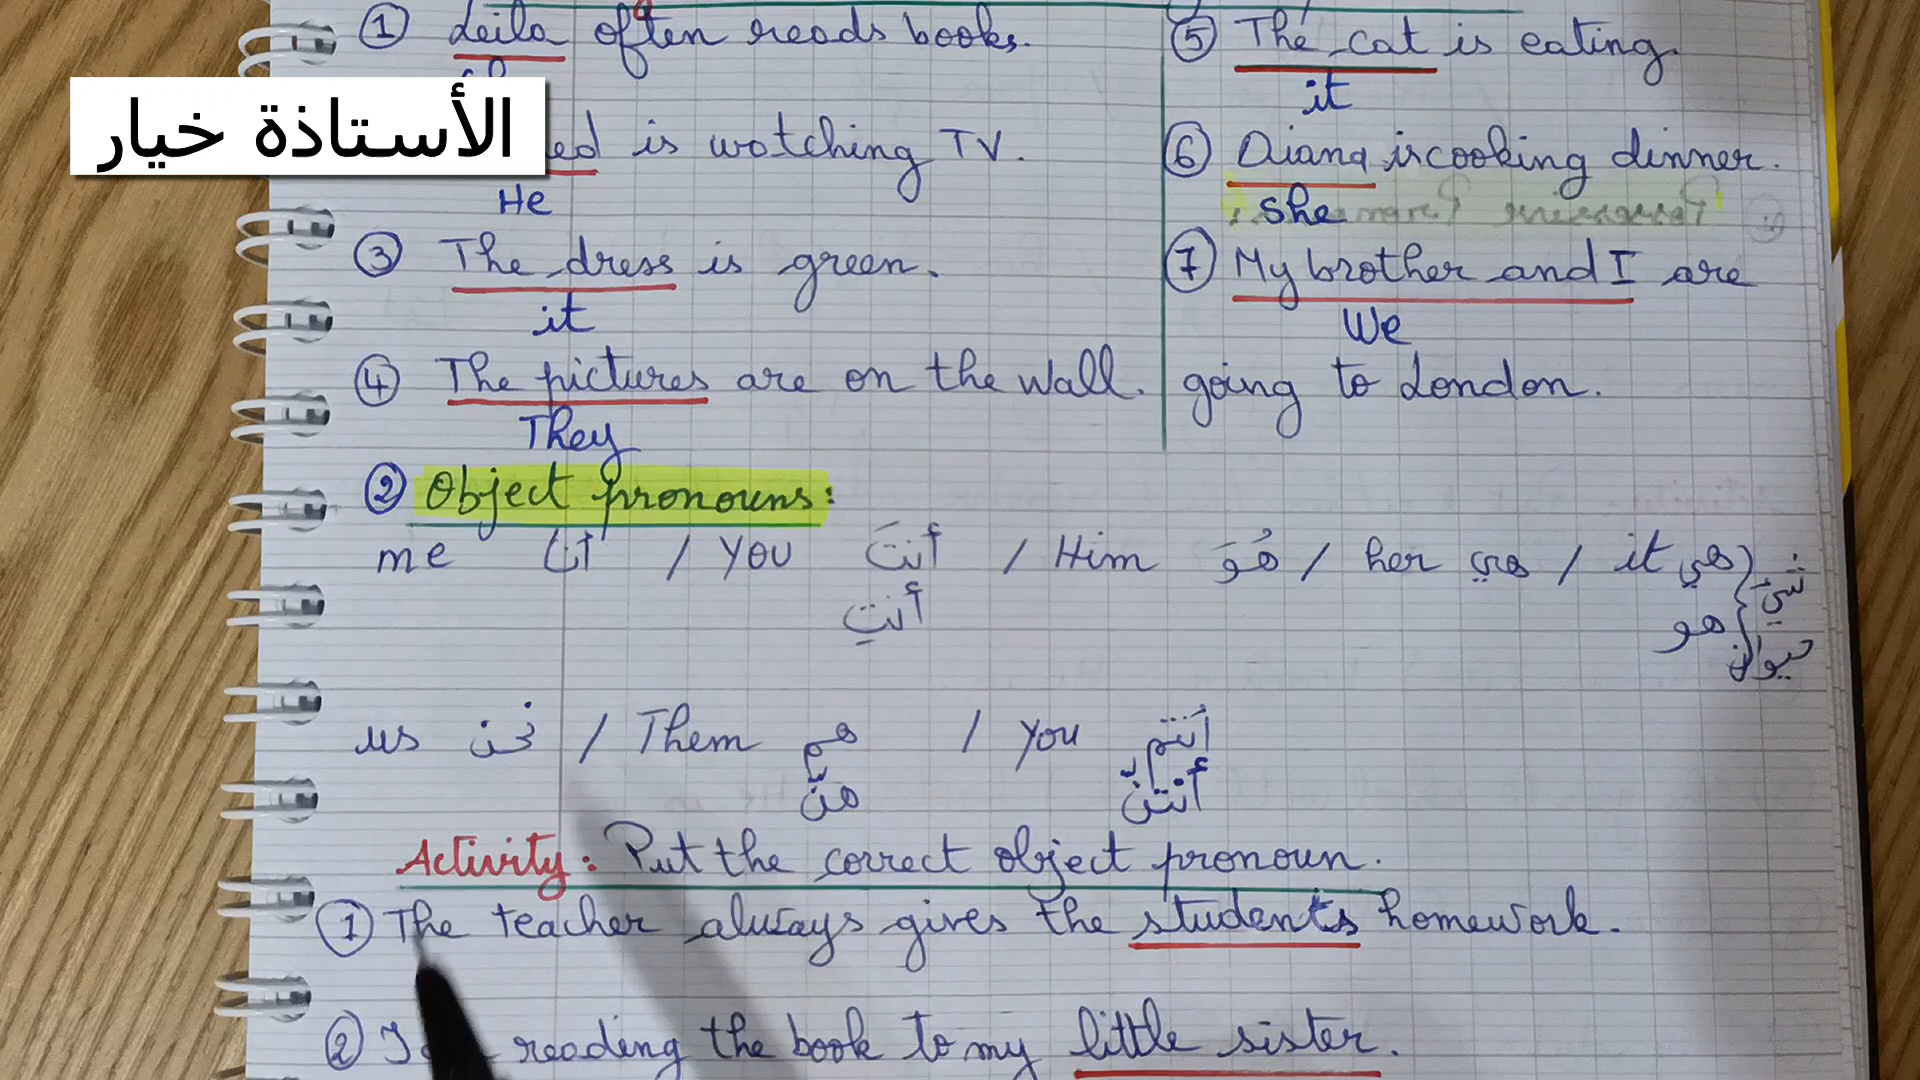 ① Leila often reads books.
الأستاذة خيار
ed is watching TV.
He
③ The dress is green.
it
④ The pictures are on the wall.
They
⑤ The cat is eating.
it
⑥ Diana is cooking dinner.
she
⑦ My brother and I are
We
going to London.
② Object pronouns:
me أنا / You أنتَ / Him هُوَ / her هي / it هي شيئ
أنتِ هو حيوان
us نحن / Them هم / You أنتم
هنّ أنتنّ
Activity: Put the correct object pronoun.
① The teacher always gives the students homework.
② I reading the book to my little sister.